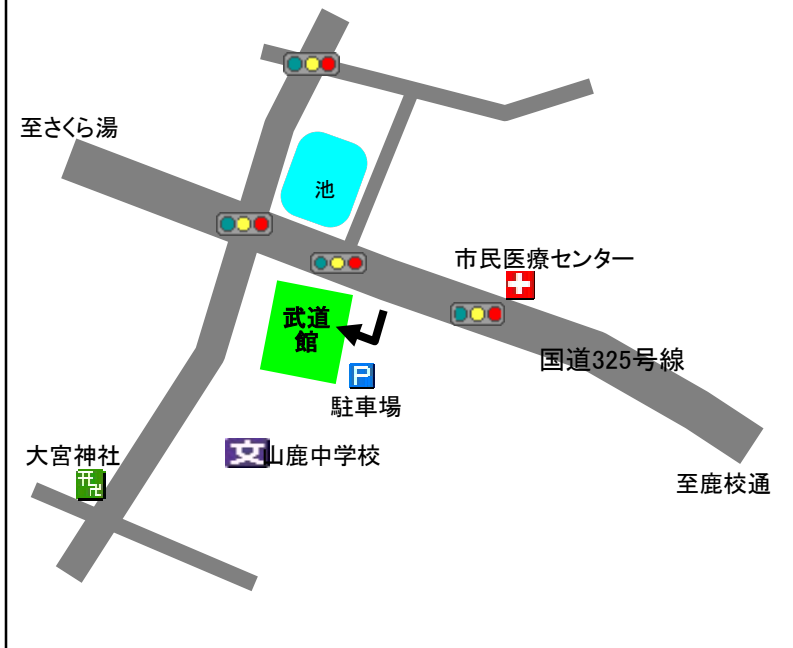 至さくら湯
池
市民医療センター
武道
館
国道325号線
P
駐車場
文
山鹿中学校
大宮神社
至鹿校通